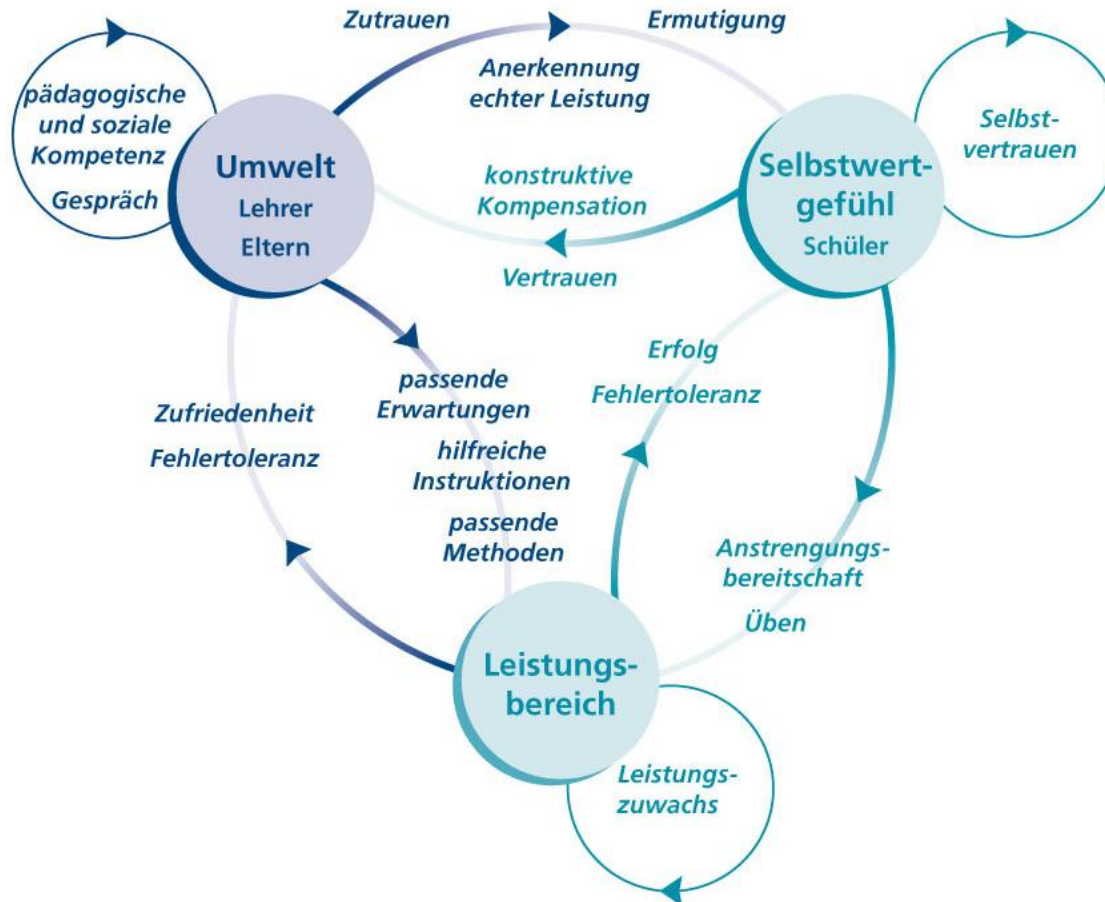 Zutrauen
Ermutigung
Anerkennung
echter Leistung
pädagogische
und soziale
Kompetenz
Gespräch
Umwelt
Lehrer
Eltern
konstruktive
Kompensation
Vertrauen
Selbstwert-
gefühl
Schüler
Selbst-
vertrauen
Zufriedenheit
Fehlertoleranz
passende
Erwartungen
hilfreiche
Instruktionen
passende
Methoden
Erfolg
Fehlertoleranz
Anstrengungs-
bereitschaft
Üben
Leistungs-
bereich
Leistungs-
zuwachs